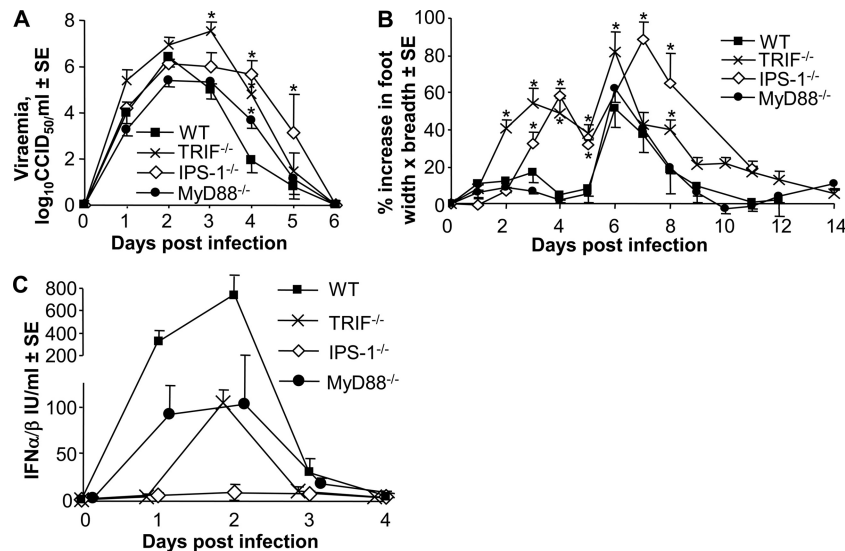 A
Viraemia,
log10CCID50/ml ± SE
8
6
4
2
0
0 1 2 3 4 5 6
Days post infection
WT
TRIF-/-
IPS-1-/-
MyD88-/-
* * * * *
B
% increase in foot
width x breadth ± SE
100
80
60
40
20
0
0 2 4 6 8 10 12 14
Days post infection
WT
TRIF-/-
IPS-1-/-
MyD88-/-
* * * * * * * * * * *
C
IFNα/β IU/ml ± SE
800
600
400
200
100
50
0
0 1 2 3 4
Days post infection
WT
TRIF-/-
IPS-1-/-
MyD88-/-